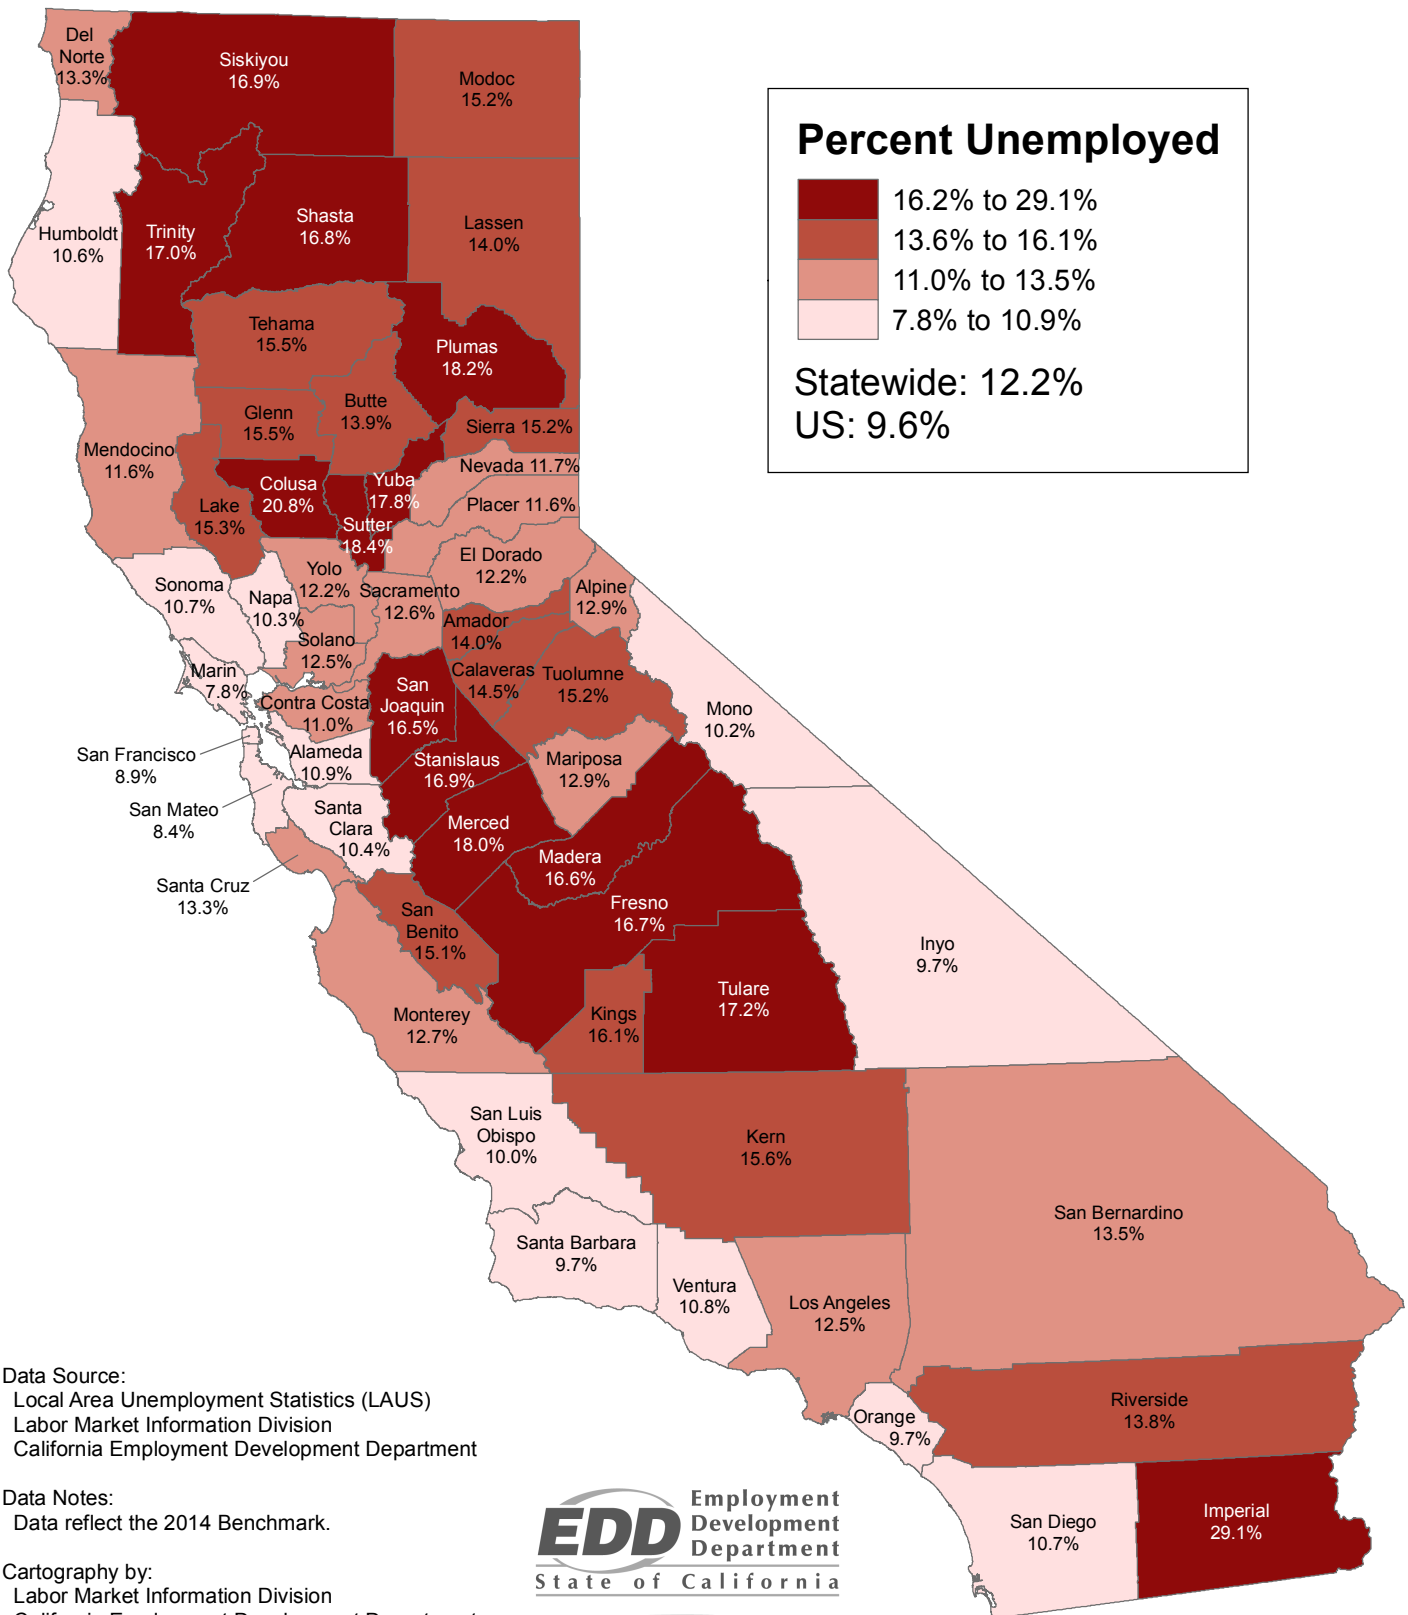 Del
Norte
13.3%
Siskiyou
16.9%
Modoc
15.2%
Percent Unemployed
16.2% to 29.1%
13.6% to 16.1%
11.0% to 13.5%
7.8% to 10.9%
Statewide: 12.2%
US: 9.6%
Humboldt
10.6%
Trinity
17.0%
Shasta
16.8%
Lassen
14.0%
Tehama
15.5%
Plumas
18.2%
Glenn
15.5%
Butte
13.9%
Sierra 15.2%
Mendocino
11.6%
Nevada 11.7%
Lake
15.3%
Colusa
20.8%
Yuba
17.8%
Placer 11.6%
Sutter
18.4%
El Dorado
12.2%
Sonoma
10.7%
Napa
10.3%
Yolo
12.2%
Sacramento
12.6%
Alpine
12.9%
Solano
12.5%
Amador
14.0%
Marin
7.8%
Calaveras
14.5%
Tuolumne
15.2%
Contra Costa
11.0%
San
Joaquin
16.5%
Mono
10.2%
San Francisco
8.9%
Alameda
10.9%
Stanislaus
16.9%
Mariposa
12.9%
San Mateo
8.4%
Santa
Clara
10.4%
Merced
18.0%
Madera
16.6%
Santa Cruz
13.3%
San
Benito
15.1%
Fresno
16.7%
Inyo
9.7%
Monterey
12.7%
Kings
16.1%
Tulare
17.2%
San Luis
Obispo
10.0%
Kern
15.6%
San Bernardino
13.5%
Santa Barbara
9.7%
Ventura
10.8%
Los Angeles
12.5%
Orange
9.7%
Riverside
13.8%
San Diego
10.7%
Imperial
29.1%
Data Source:
Local Area Unemployment Statistics (LAUS)
Labor Market Information Division
California Employment Development Department
Data Notes:
Data reflect the 2014 Benchmark.
Cartography by:
Labor Market Information Division
California Employment Development Department
EDD
Employment
Development
Department
State of California